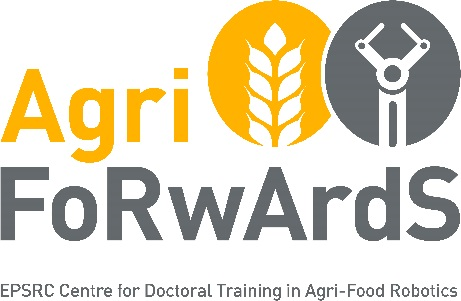 Agri
FoRwArdS
EPSRC Centre for Doctoral Training in Agri-Food Robotics